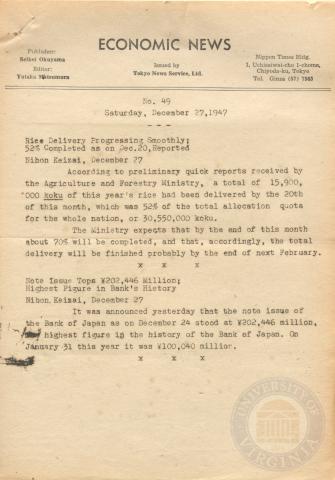 ECONOMIC NEWS
Publisher:
Seihei Okuyama
Editor:
Yutaka Matsumura
Issued by
Tokyo News Service, Ltd.
Nippon Times Bldg.
1, Uchisaiwai-cho 1-chome,
Chiyoda-ku, Tokyo
Tel. Ginza (57) 7563
No. 49
Saturday, December 27, 1947
- - -
Rice Delivery Progressing Smoothly;
52% Completed as on Dec.20, Reported
Nihon Keizai, December 27
According to preliminary quick reports received by
the Agriculture and Forestry Ministry, a total of 15,900,
'000 koku of this year's rice had been delivered by the 20th
of this month, which was 52% of the total allocation quota
for the whole nation, or 30,550,000 koku.
The Ministry expects that by the end of this month
about 70% will be completed, and that, accordingly, the total
delivery will be finished probably by the end of next February.
x x x
Note Issue Tops ¥202,446 Million;
Highest Figure in Bank's History
Nihon Keizai, December 27
It was announced yesterday that the note issue of
the Bank of Japan as on December 24 stood at ¥202,446 million,
highest figure in the history of the Bank of Japan. On
January 31 this year it was ¥100,040 million.
x x x
UNIVERSITY OF VIRGINIA